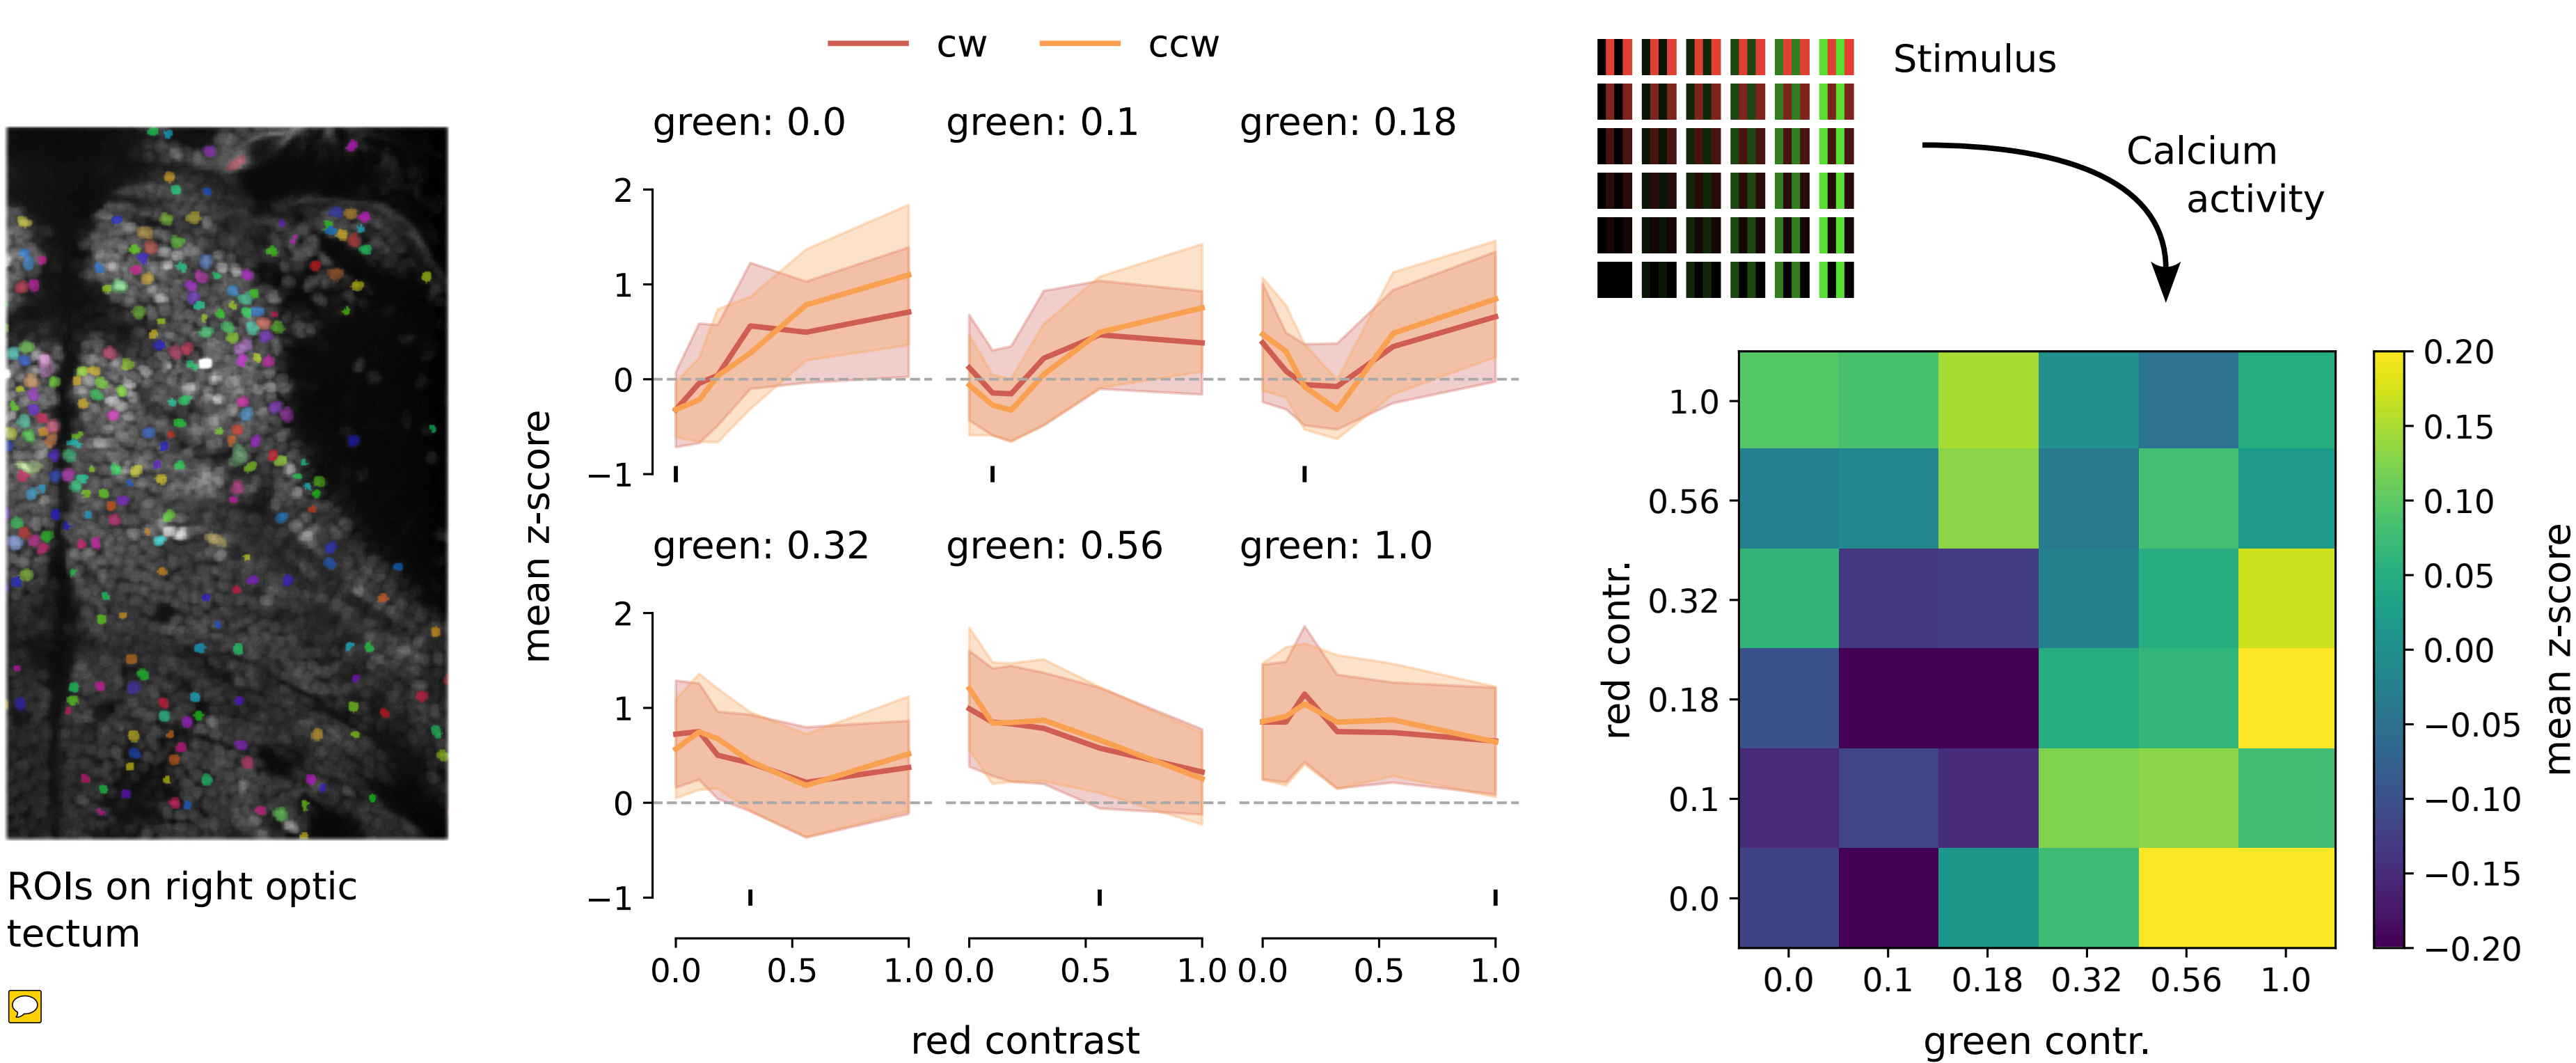 ROIs on right optic
tectum
cw
ccw
mean z-score
green: 0.0
green: 0.1
green: 0.18
2
1
0
−1
green: 0.32
green: 0.56
green: 1.0
2
1
0
−1
0.0
0.5
1.0
0.0
0.5
1.0
0.0
0.5
1.0
red contrast
Stimulus
Calcium
activity
red contr.
1.0
0.56
0.32
0.18
0.1
0.0
0.0
0.1
0.18
0.32
0.56
1.0
green contr.
0.20
0.15
0.10
0.05
0.00
−0.05
−0.10
−0.15
−0.20
mean z-score